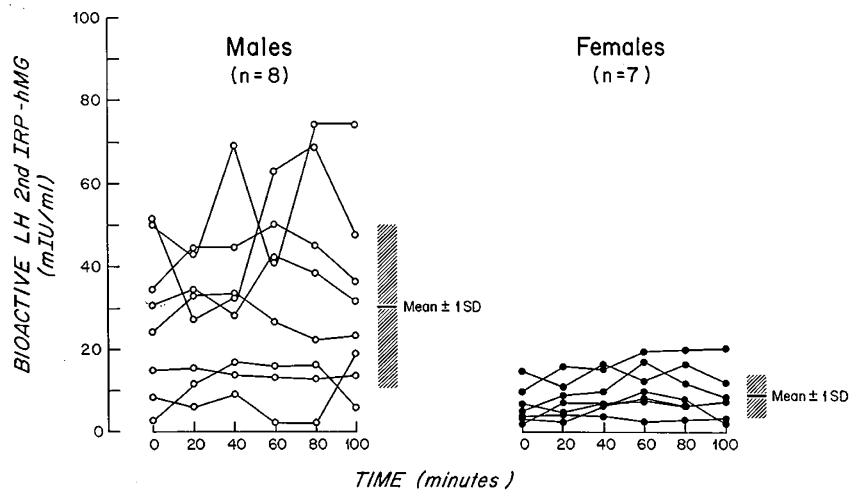 BIOACTIVE LH 2nd IRP-hMG
(mIU/ml)
100
80
60
40
20
0
Males
(n=8)
Females
(n=7)
Mean ± 1SD
Mean ± 1SD
0 20 40 60 80 100
0 20 40 60 80 100
TIME (minutes)